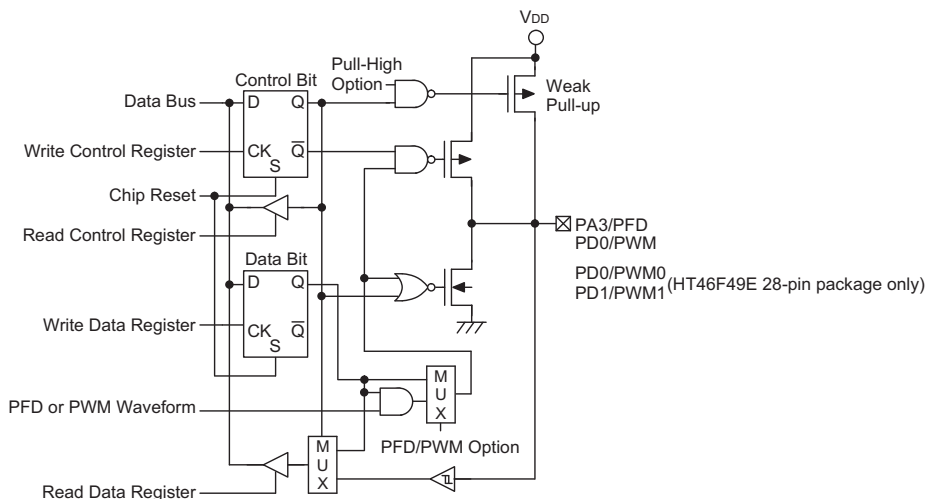 VDD
Pull-High
Option
Weak
Pull-up
Control Bit
Data Bus
D
Q
Write Control Register
CK
Q
S
Chip Reset
Read Control Register
PA3/PFD
PD0/PWM
PD0/PWM0
PD1/PWM1
(HT46F49E 28-pin package only)
Data Bit
D
Q
Write Data Register
CK
Q
S
M
U
X
PFD or PWM Waveform
PFD/PWM Option
M
U
X
Read Data Register